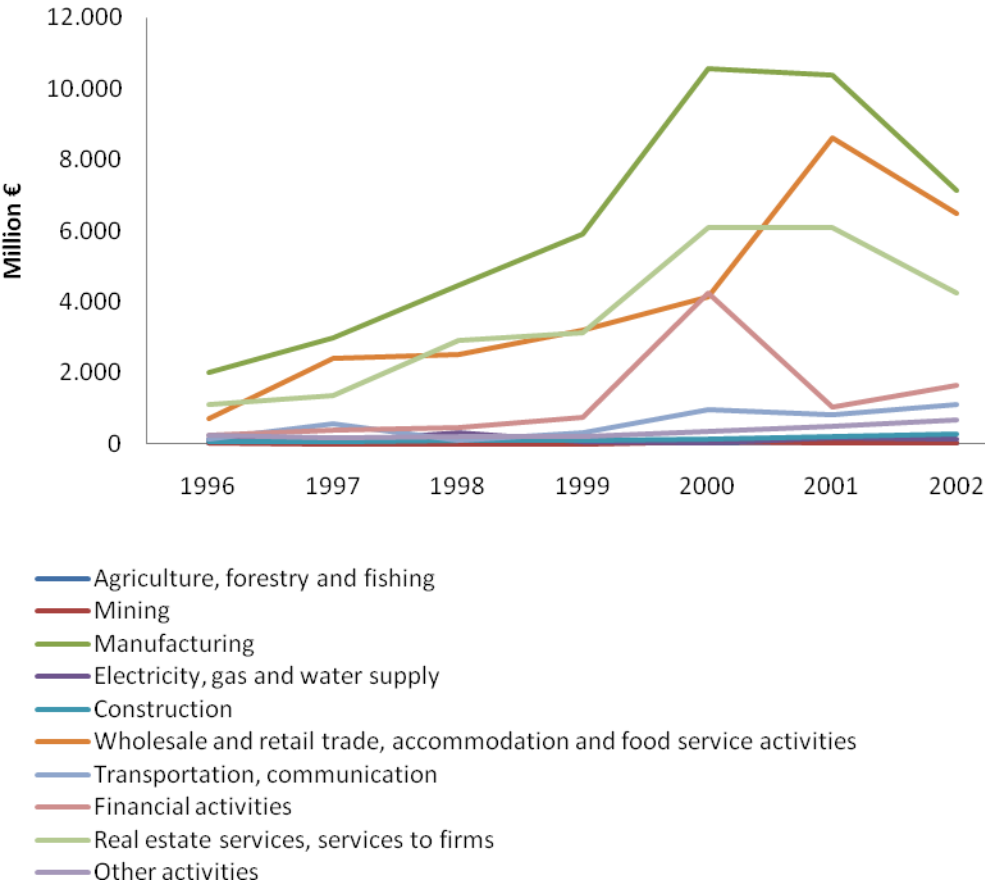 12.000
10.000
8.000
6.000
4.000
2.000
0
Million €
1996 1997 1998 1999 2000 2001 2002
Agriculture, forestry and fishing
Mining
Manufacturing
Electricity, gas and water supply
Construction
Wholesale and retail trade, accommodation and food service activities
Transportation, communication
Financial activities
Real estate services, services to firms
Other activities